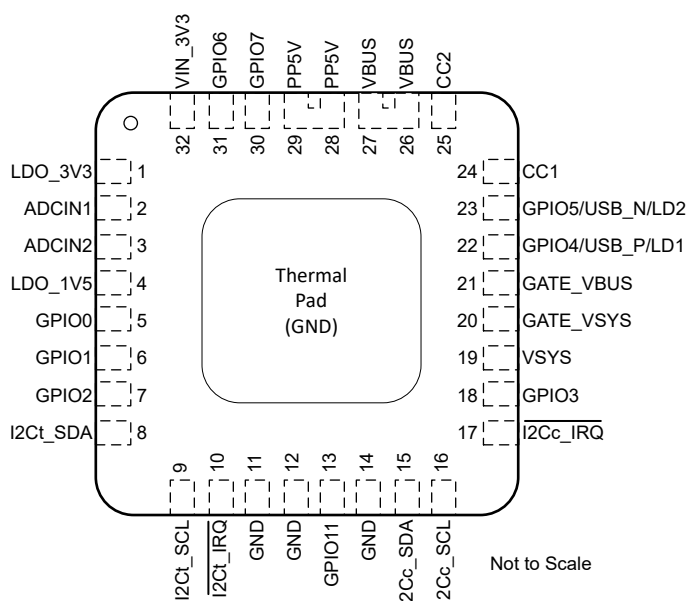 VIN_3V3
GPIO6
GPIO7
PP5V
PP5V
VBUS
VBUS
CC2
32
31
30
29
28
27
26
25
LDO_3V3 1
ADCIN1 2
ADCIN2 3
LDO_1V5 4
GPIO0 5
GPIO1 6
GPIO2 7
I2Ct_SDA 8
Thermal
Pad
(GND)
24 CC1
23 GPIO5/USB_N/LD2
22 GPIO4/USB_P/LD1
21 GATE_VBUS
20 GATE_VSYS
19 VSYS
18 GPIO3
17 I2Cc_IRQ
9
10
11
12
13
14
15
16
I2Ct_SCL
I2Ct_IRQ
GND
GND
GPIO11
GND
2Cc_SDA
2Cc_SCL
Not to Scale